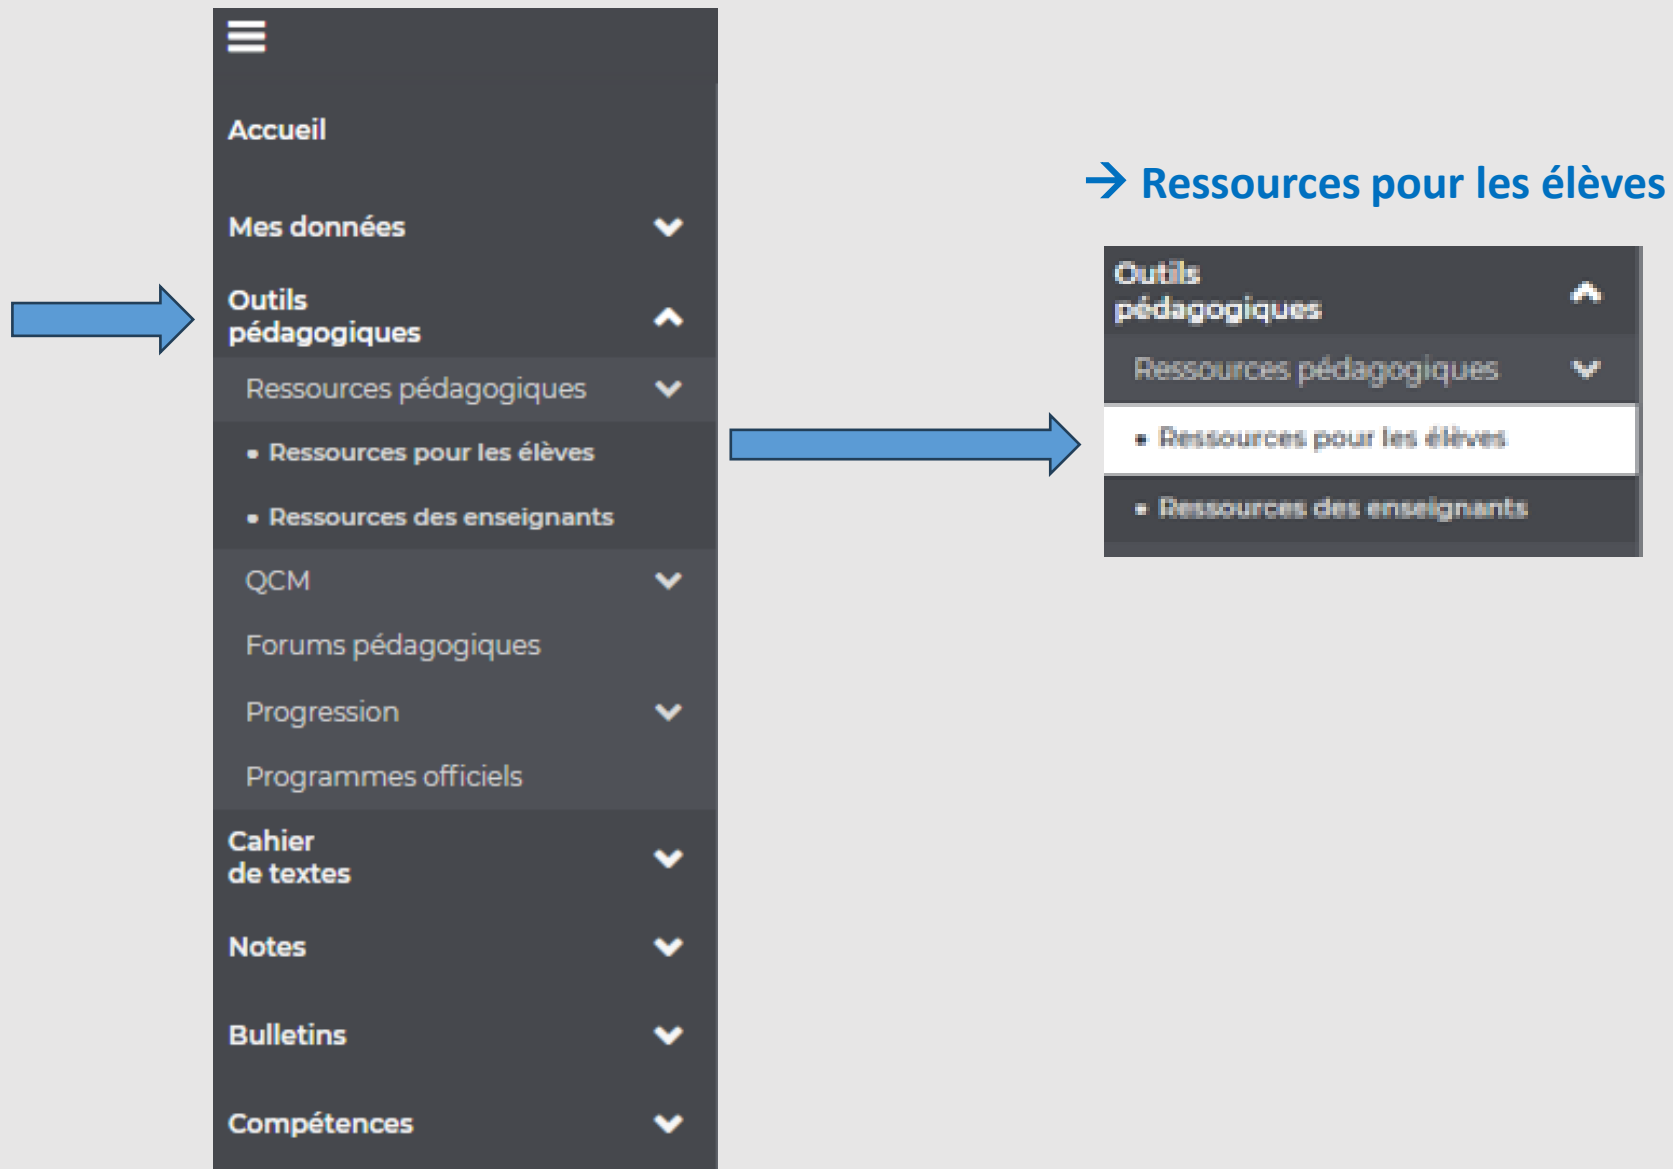 Accueil
Mes données
Outils
pédagogiques
Ressources pédagogiques
• Ressources pour les élèves
• Ressources des enseignants
QCM
Forums pédagogiques
Progression
Programmes officiels
Cahier
de textes
Notes
Bulletins
Compétences
→ Ressources pour les élèves
Outils
pédagogiques
Ressources pédagogiques
• Ressources pour les élèves
• Ressources des enseignants